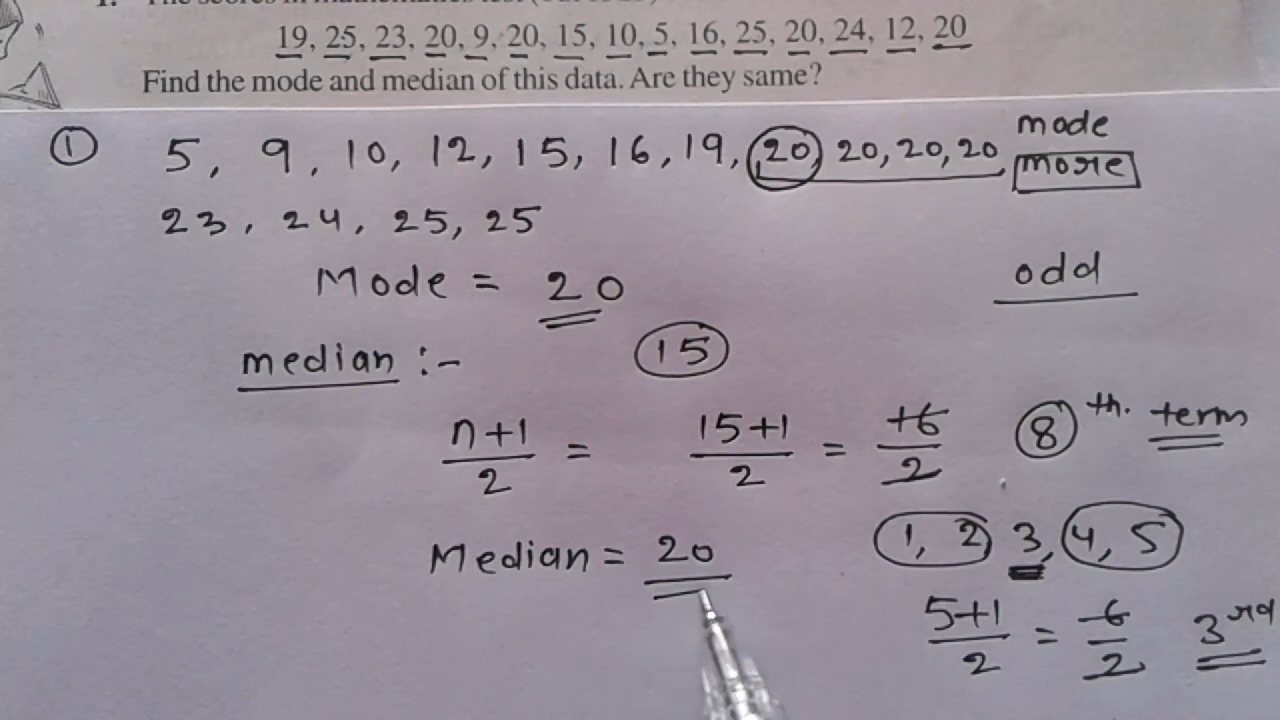 19, 25, 23, 20, 9, 20, 15, 10, 5, 16, 25, 20, 24, 12, 20
Find the mode and median of this data. Are they same?
① 5, 9, 10, 12, 15, 16, 19, 20, 20, 20, 20
mode
more
23, 24, 25, 25
Mode = 20
odd
median :- 15
n+1/2 = 15+1/2 = 16/2 8th. term
1, 2, 3, 4, 5
Median = 20
5+1/2 = 6/2 3rd